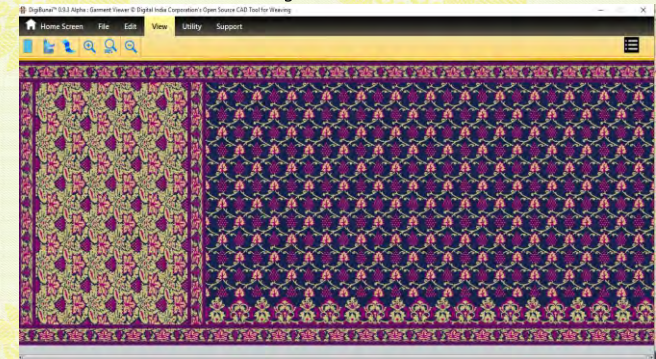 DigiBunai™ 0.9.3 Alpha : Garment Viewer © Digital India Corporation's Open Source CAD Tool for Weaving
Home Screen File Edit View Utility Support